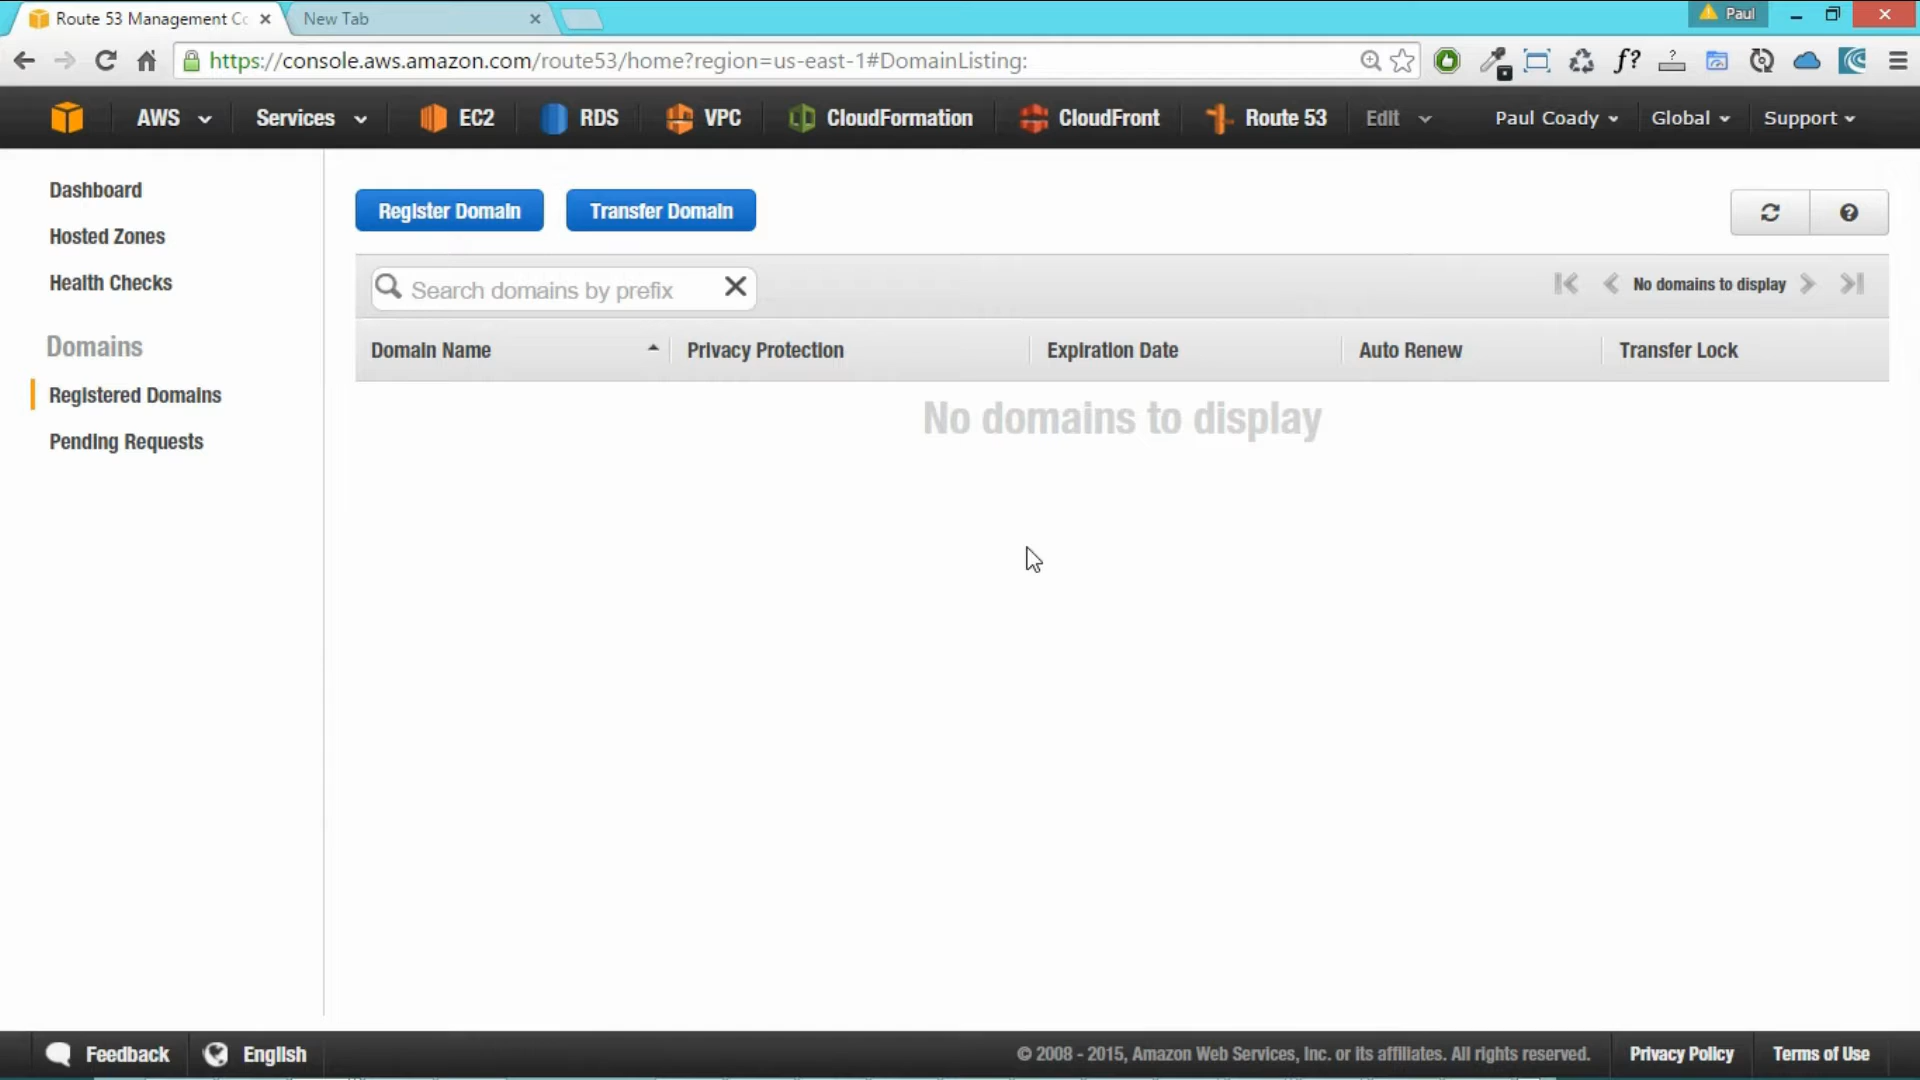 Route 53 Management Co
New Tab
Paul
https://console.aws.amazon.com/route53/home?region=us-east-1#DomainListing:
f?
AWS Services EC2 RDS VPC CloudFormation CloudFront Route 53 Edit Paul Coady Global Support
Dashboard
Hosted Zones
Health Checks
Domains
Registered Domains
Pending Requests
Register Domain Transfer Domain
Search domains by prefix
No domains to display
Domain Name Privacy Protection Expiration Date Auto Renew Transfer Lock
No domains to display
Feedback English © 2008 - 2015, Amazon Web Services, Inc. or its affiliates. All rights reserved. Privacy Policy Terms of Use